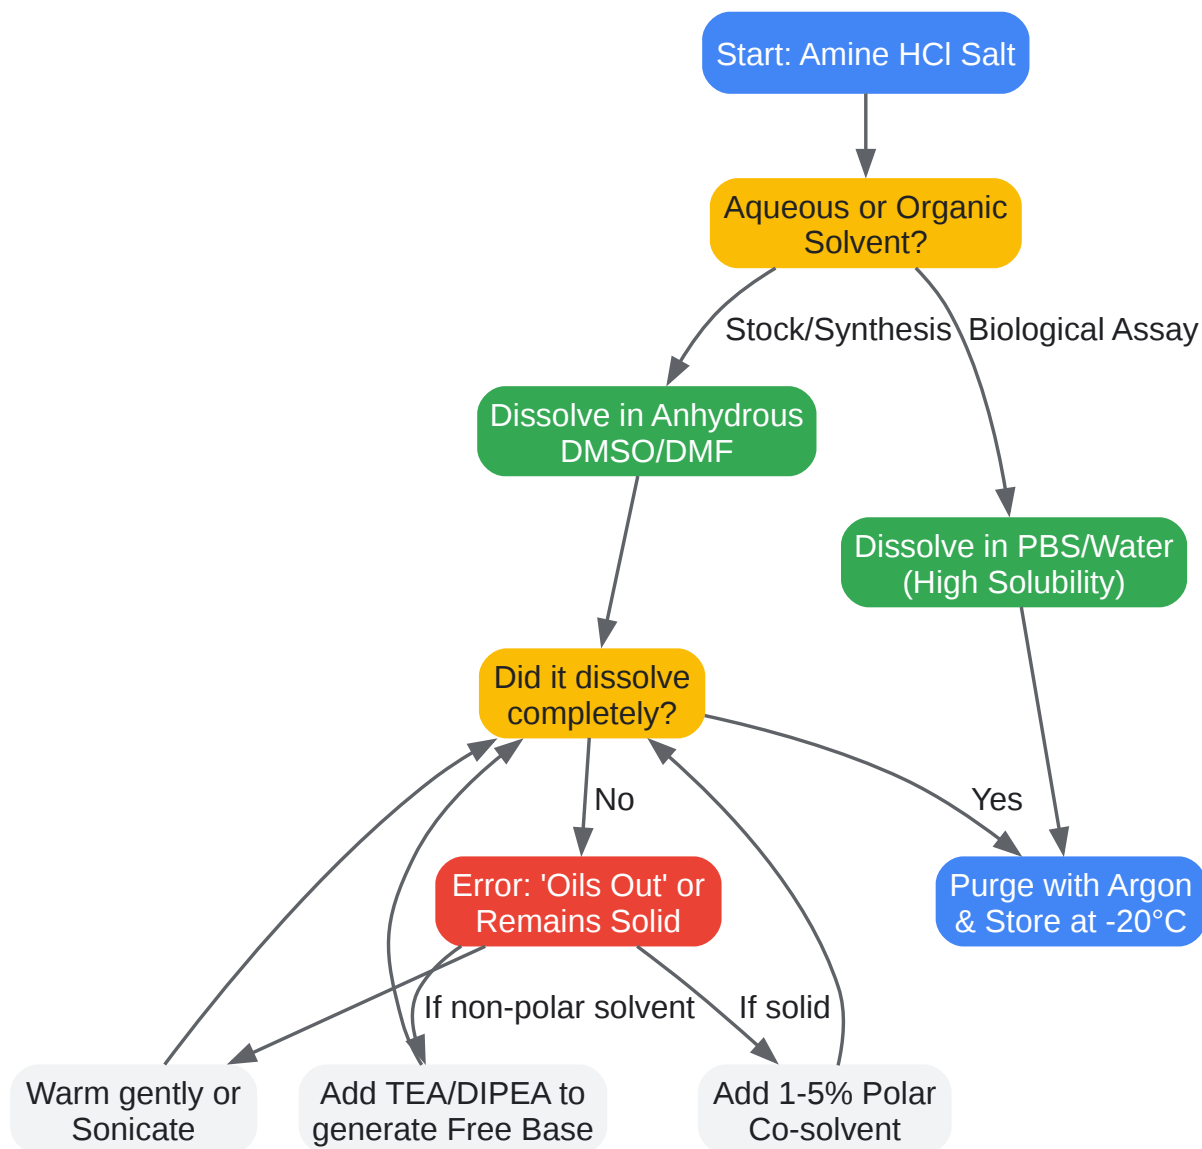 Start: Amine HCl Salt
Aqueous or Organic
Solvent?
Stock/Synthesis
Biological Assay
Dissolve in Anhydrous
DMSO/DMF
Dissolve in PBS/Water
(High Solubility)
Did it dissolve
completely?
No
Yes
Error: 'Oils Out' or
Remains Solid
Purge with Argon
& Store at -20°C
If non-polar solvent
If solid
Warm gently or
Sonicate
Add TEA/DIPEA to
generate Free Base
Add 1-5% Polar
Co-solvent